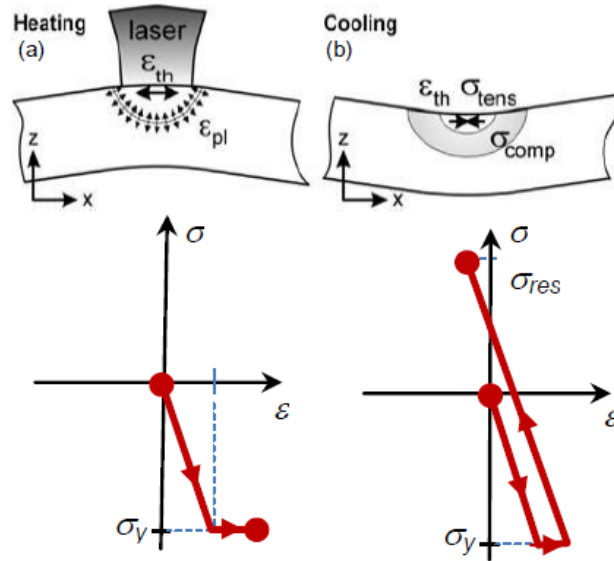 Heating
(a)
laser
εth
εpl
z
x
Cooling
(b)
εth σtens
σcomp
z
x
σ
ε
σy
σ
σres
ε
σy